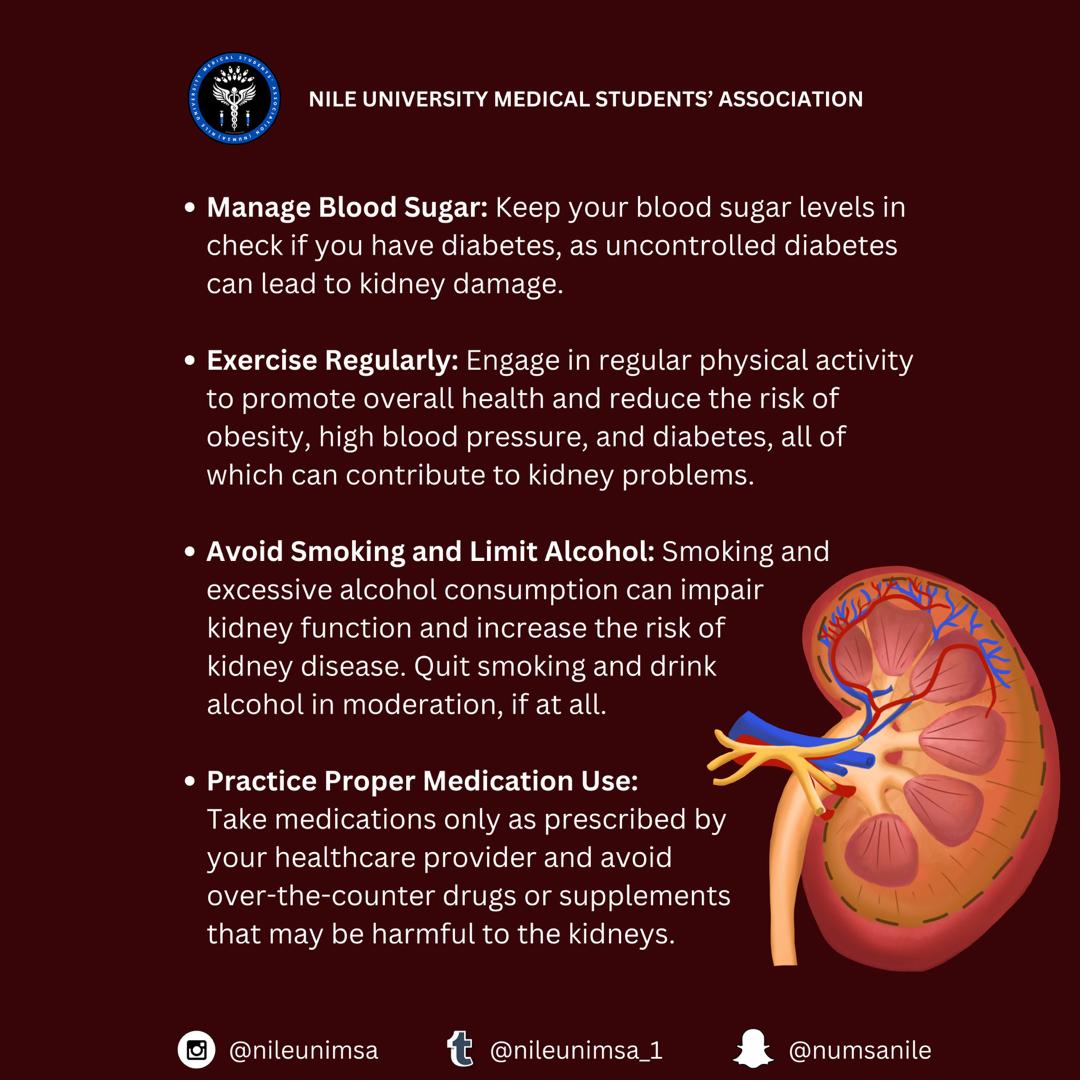 NILE UNIVERSITY MEDICAL STUDENTS' ASSOCIATION (NUMSA)
NILE UNIVERSITY MEDICAL STUDENTS’ ASSOCIATION
• Manage Blood Sugar: Keep your blood sugar levels in
check if you have diabetes, as uncontrolled diabetes
can lead to kidney damage.
• Exercise Regularly: Engage in regular physical activity
to promote overall health and reduce the risk of
obesity, high blood pressure, and diabetes, all of
which can contribute to kidney problems.
• Avoid Smoking and Limit Alcohol: Smoking and
excessive alcohol consumption can impair
kidney function and increase the risk of
kidney disease. Quit smoking and drink
alcohol in moderation, if at all.
• Practice Proper Medication Use:
Take medications only as prescribed by
your healthcare provider and avoid
over-the-counter drugs or supplements
that may be harmful to the kidneys.
@nileunimsa @nileunimsa_1 @numsanile